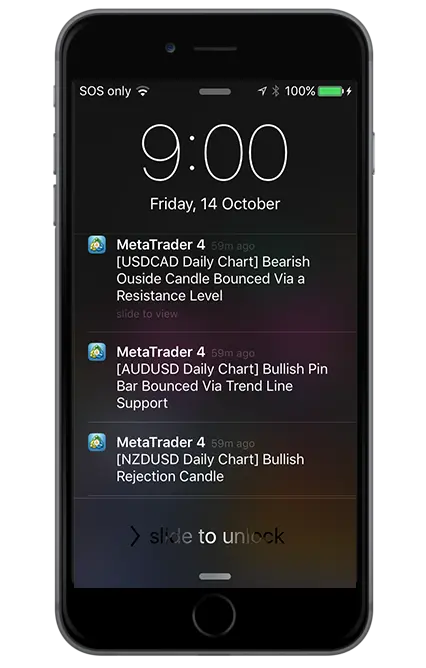 SOS only 100%
9:00
Friday, 14 October
MetaTrader 4 59m ago
[USDCAD Daily Chart] Bearish
Ouside Candle Bounced Via a
Resistance Level
slide to view
MetaTrader 4 59m ago
[AUDUSD Daily Chart] Bullish Pin
Bar Bounced Via Trend Line
Support
MetaTrader 4 59m ago
[NZDUSD Daily Chart] Bullish
Rejection Candle
slide to unlock